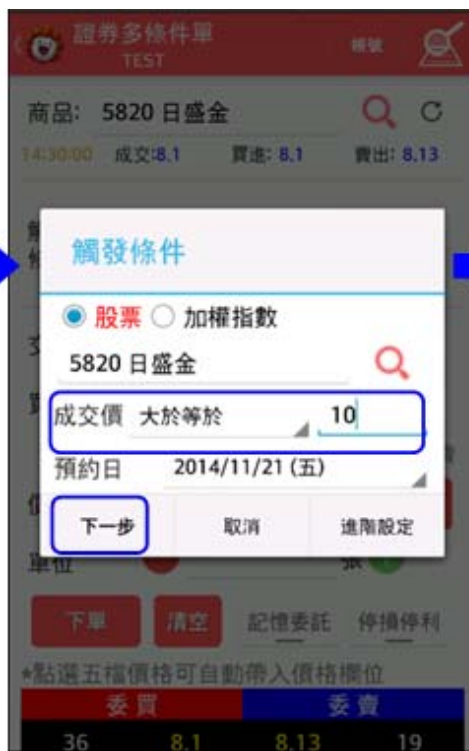 證券多條件單
TEST
帳號
商品: 5820 日盛金
14:30:00 成交:8.1 買進: 8.1 賣出: 8.13
觸發條件
股票 加權指數
5820 日盛金
成交價 大於等於 10
預約日 2014/11/21 (五)
下一步 取消 進階設定
單位 張
下單 清空 記憶委託 停損停利
*點選五檔價格可自動帶入價格欄位
委買 委賣
36 8.1 8.13 19